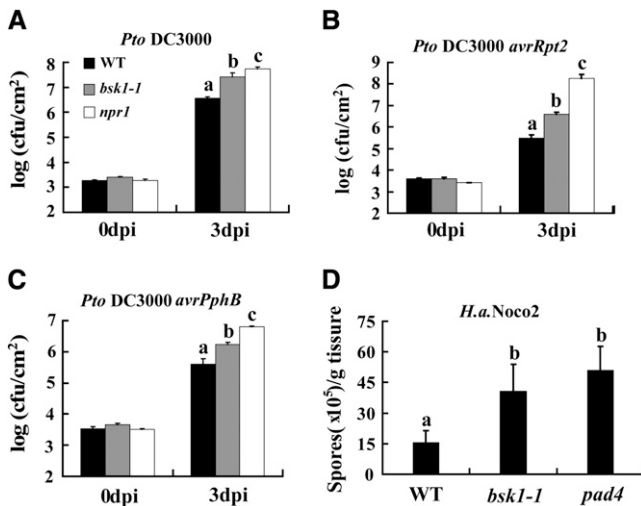 A
Pto DC3000
WT
bsk1-1
npr1
a
b
c
log (cfu/cm²)
8
7
6
5
4
3
2
0dpi
3dpi
B
Pto DC3000 avrRpt2
a
b
c
log (cfu/cm²)
9
8
7
6
5
4
3
2
0dpi
3dpi
C
Pto DC3000 avrPphB
a
b
c
log (cfu/cm²)
7
6
5
4
3
2
0dpi
3dpi
D
H.a.Noco2
a
b
b
Spores( x10⁵)/g tissure
75
60
45
30
15
0
WT
bsk1-1
pad4